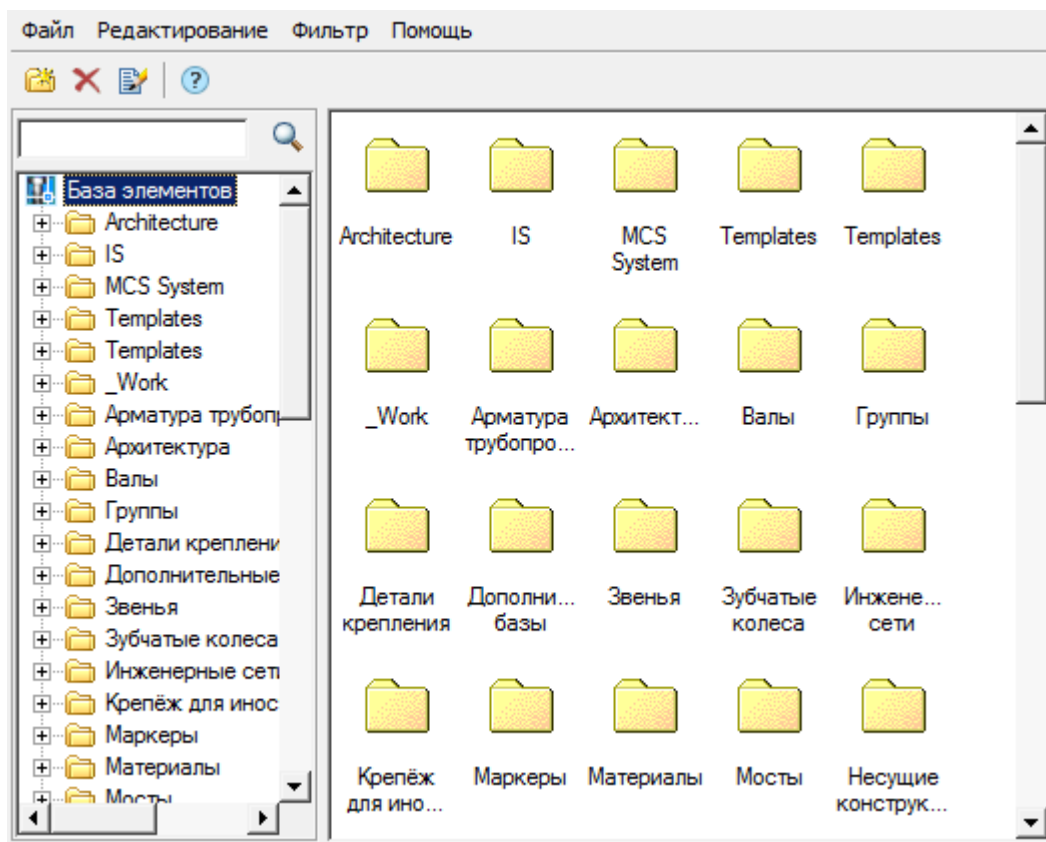 Файл Редактирование Фильтр Помощь
База элементов
Architecture
IS
MCS System
Templates
Templates
_Work
Арматура трубопр
Архитектура
Валы
Группы
Детали креплени
Дополнительные
Звенья
Зубчатые колеса
Инженерные сети
Крепёж для инос
Маркеры
Материалы
Мосты
Architecture IS MCS Templates Templates
System
_Work Арматура Архитект... Валы Группы
трубопро...
Детали Дополни... Звенья Зубчатые Инжене...
крепления базы колеса сети
Крепёж Маркеры Материалы Мосты Несущие
для ино... конструк...